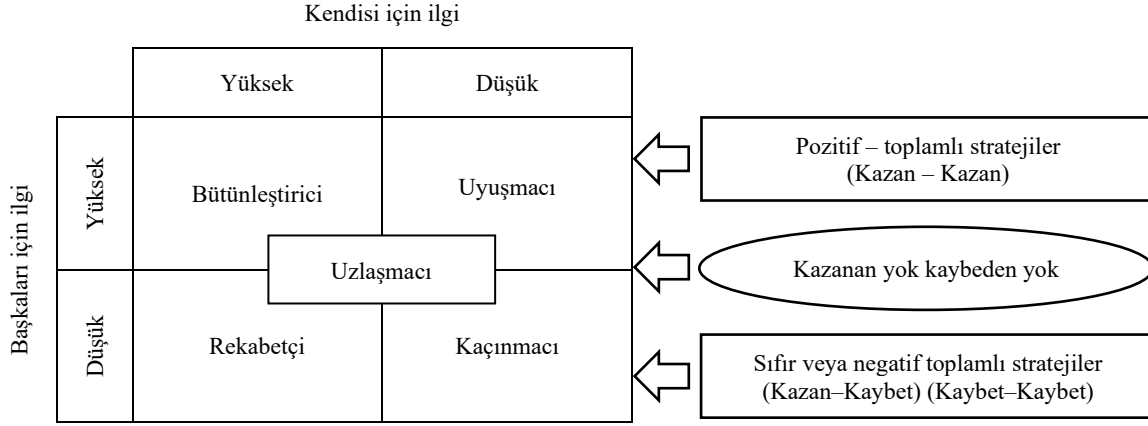 Kendisi için ilgi
Yüksek
Düşük
Başkaları için ilgi
Yüksek
Bütünleştirici
Uyuşmacı
Pozitif – toplamlı stratejiler
(Kazan – Kazan)
Uzlaşmacı
Kazanan yok kaybeden yok
Düşük
Rekabetçi
Kaçınmacı
Sıfır veya negatif toplamlı stratejiler
(Kazan–Kaybet) (Kaybet–Kaybet)